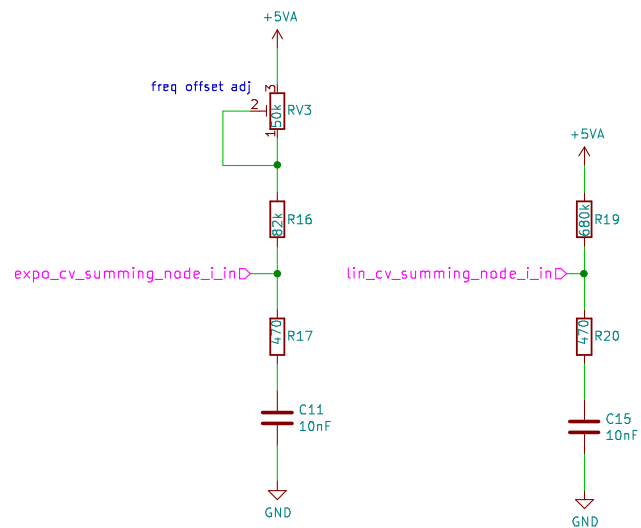 +5VA
freq offset adj
3
2
50k
RV3
1
+5VA
82k
R16
680k
R19
expo_cv_summing_node_i_in
lin_cv_summing_node_i_in
470
R17
470
R20
C11
10nF
C15
10nF
GND
GND